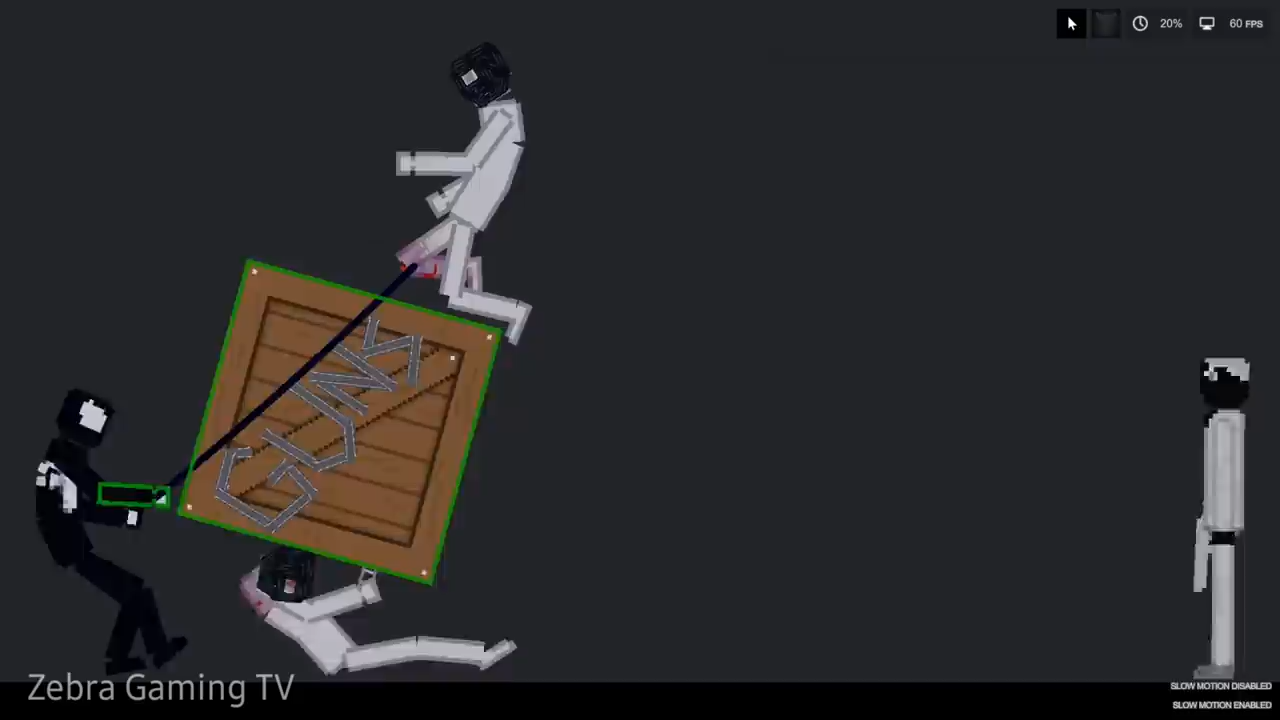 20%
60 FPS
GUNS
Zebra Gaming TV
SLOW MOTION DISABLED
SLOW MOTION ENABLED